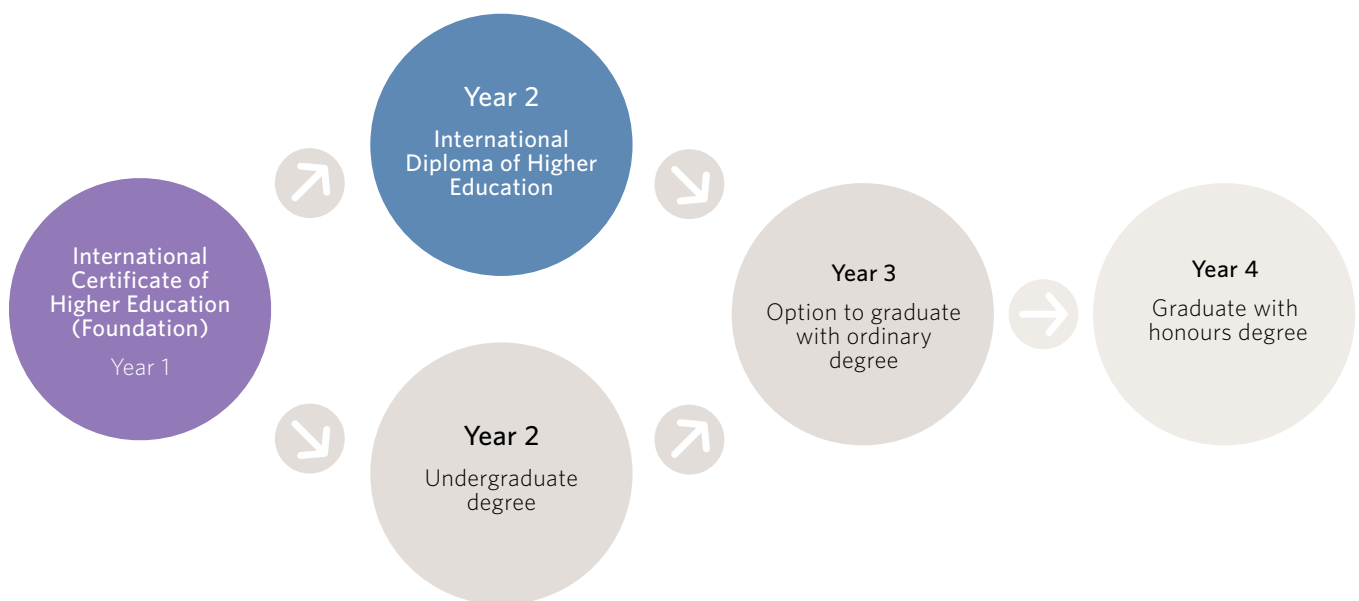 International
Certificate of
Higher Education
(Foundation)
Year 1
Year 2
International
Diploma of Higher
Education
Year 2
Undergraduate
degree
Year 3
Option to graduate
with ordinary
degree
Year 4
Graduate with
honours degree